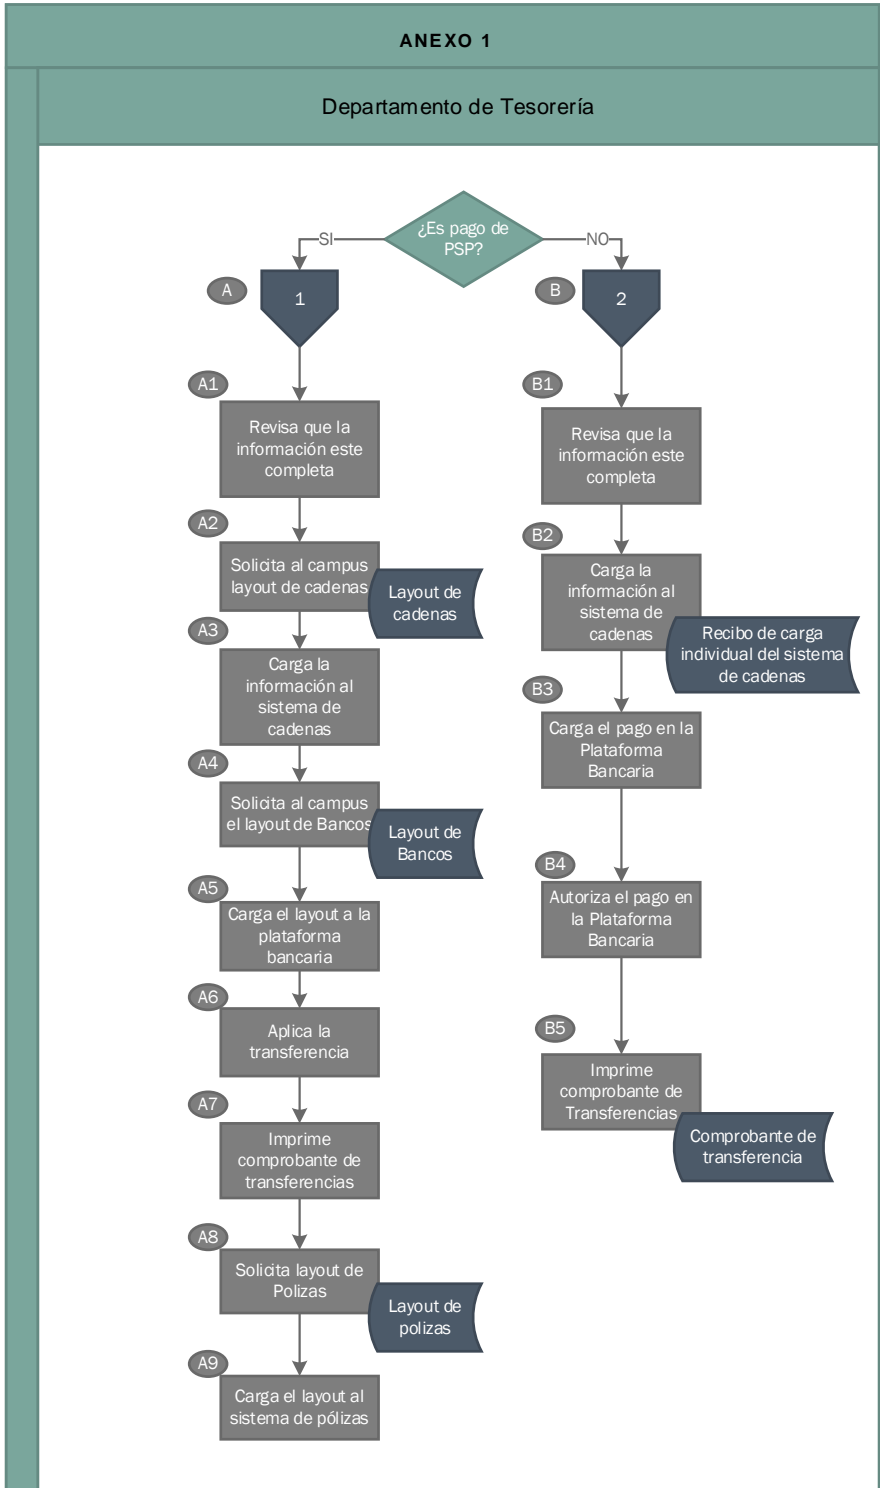 ANEXO 1
Departamento de Tesorería
¿Es pago de
PSP?
SI
NO
A
1
B
2
A1
Revisa que la
información este
completa
A2
Solicita al campus
layout de cadenas
Layout de
cadenas
A3
Carga la
información al
sistema de
cadenas
A4
Solicita al campus
el layout de Bancos
Layout de
Bancos
A5
Carga el layout a la
plataforma
bancaria
A6
Aplica la
transferencia
A7
Imprime
comprobante de
transferencias
A8
Solicita layout de
Polizas
Layout de
polizas
A9
Carga el layout al
sistema de pólizas
B1
Revisa que la
información este
completa
B2
Carga la
información al
sistema de
cadenas
Recibo de carga
individual del sistema
de cadenas
B3
Carga el pago en la
Plataforma
Bancaria
B4
Autoriza el pago en
la Plataforma
Bancaria
B5
Imprime
comprobante de
Transferencias
Comprobante de
transferencia